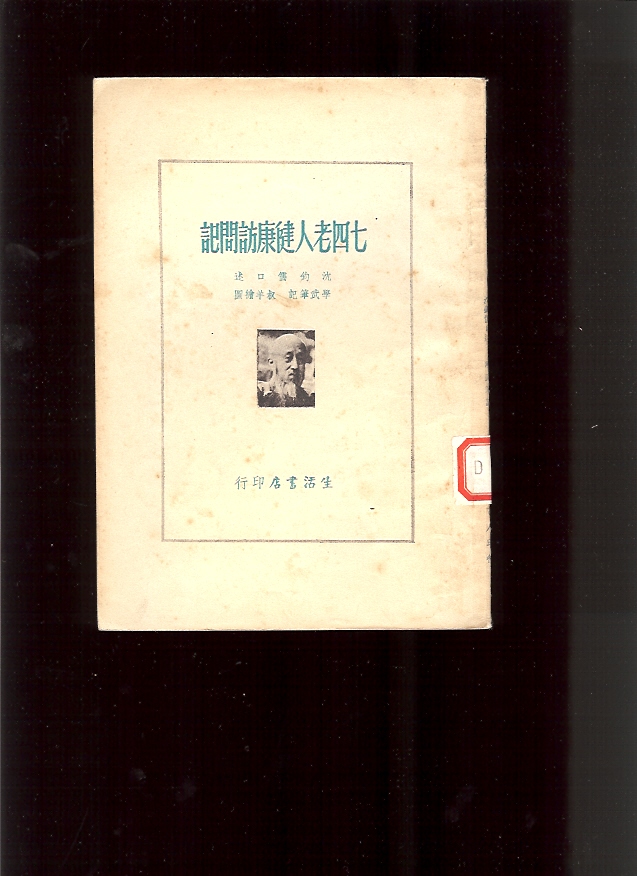 七四老人健康訪問記
沈鈞儒口述
學武筆記 叔羊繪圖
生活書店印行
D